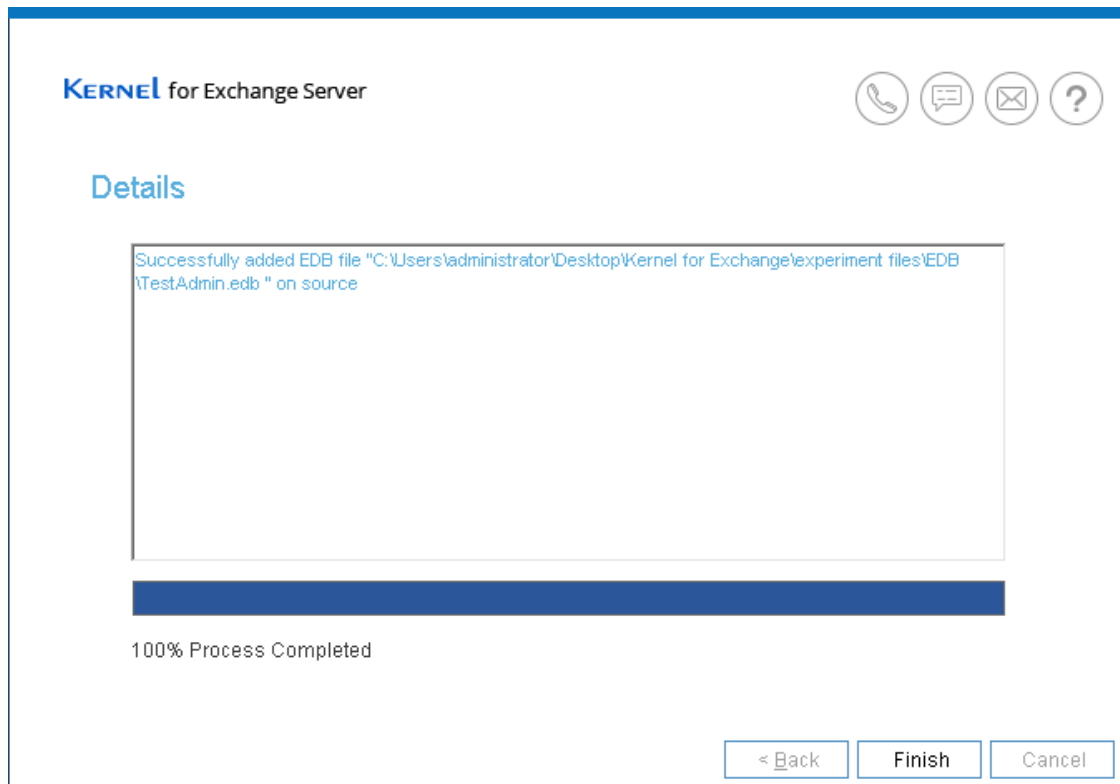 KERNEL for Exchange Server
?
Details
Successfully added EDB file "C:\Users\administrator\Desktop\Kernel for Exchange\experiment files\EDB
\TestAdmin.edb " on source
100% Process Completed
< Back
Finish
Cancel